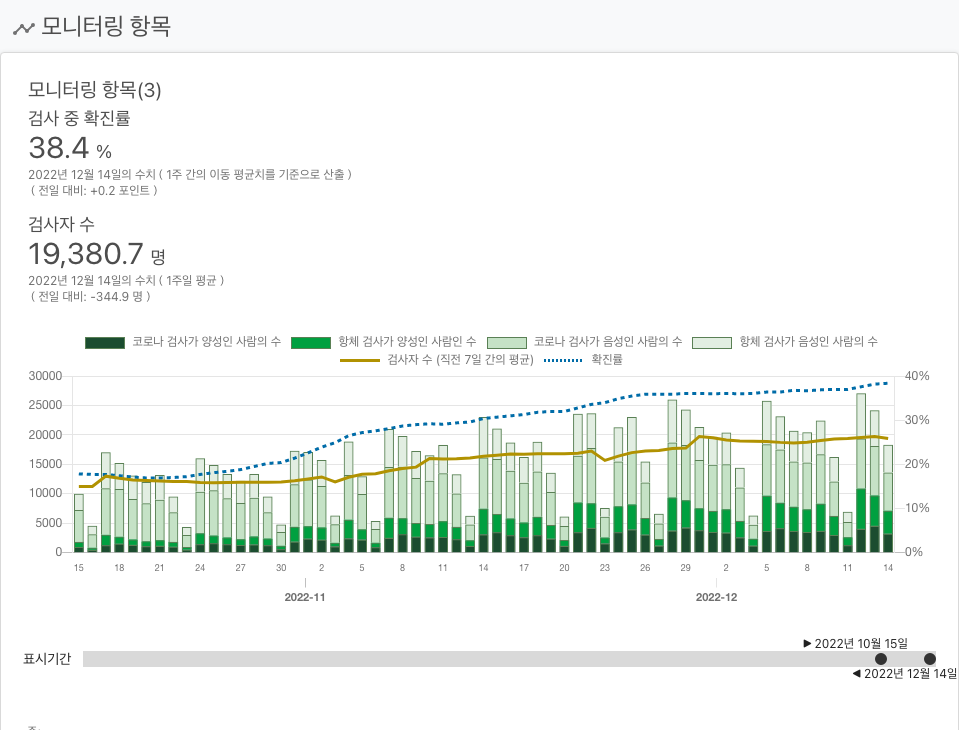 모니터링 항목
모니터링 항목(3)
검사 중 확진률
38.4 %
2022년 12월 14일의 수치 ( 1주 간의 이동 평균치를 기준으로 산출 )
( 전일 대비: +0.2 포인트 )
검사자 수
19,380.7 명
2022년 12월 14일의 수치 ( 1주일 평균 )
( 전일 대비: -344.9 명 )
코로나 검사가 양성인 사람의 수 항체 검사가 양성인 사람인 수 코로나 검사가 음성인 사람의 수 항체 검사가 음성인 사람의 수
검사자 수 (직전 7일 간의 평균) 확진률
30000 40%
25000
20000 30%
15000 20%
10000
5000 10%
0 0%
15 18 21 24 27 30 2 5 8 11 14 17 20 23 26 29 2 5 8 11 14
2022-11 2022-12
▶ 2022년 10월 15일
표시기간
◀ 2022년 12월 14일